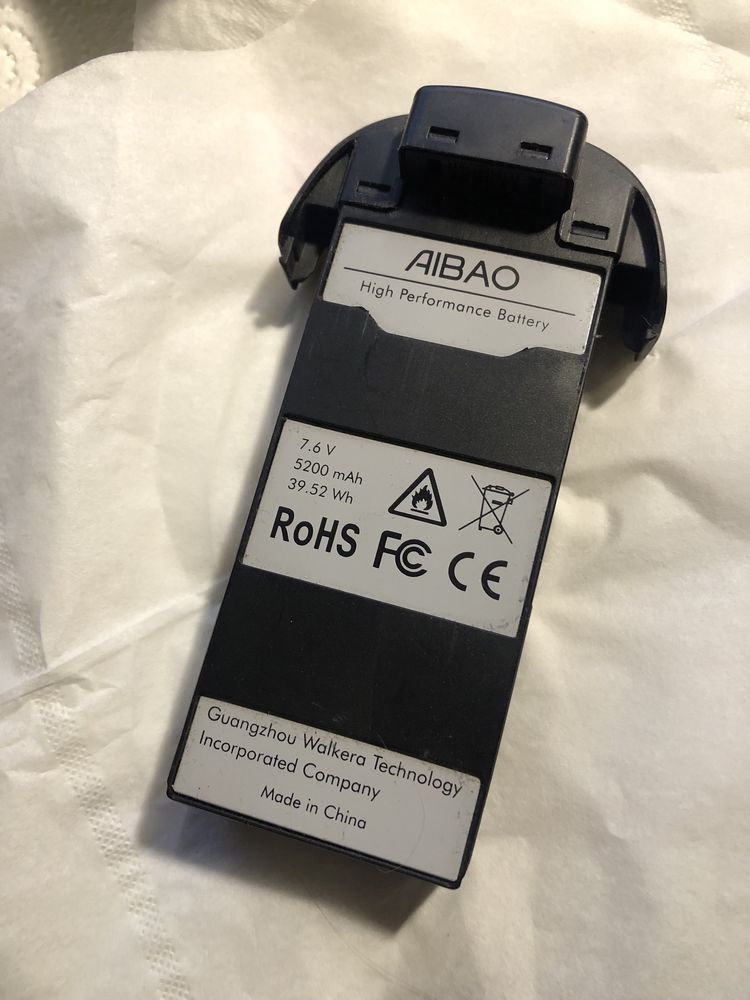 AIBAO
High Performance Battery
7.6 V
5200 mAh
39.52 Wh
RoHS FC CE
Guangzhou Walkera Technology
Incorporated Company
Made in China